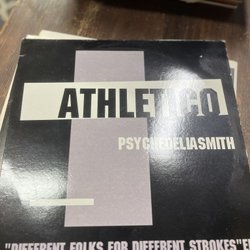 ATHLETICO
PSYCHEDELIASMITH
"DIFFERENT FOLKS FOR DIFFERENT STROKES"